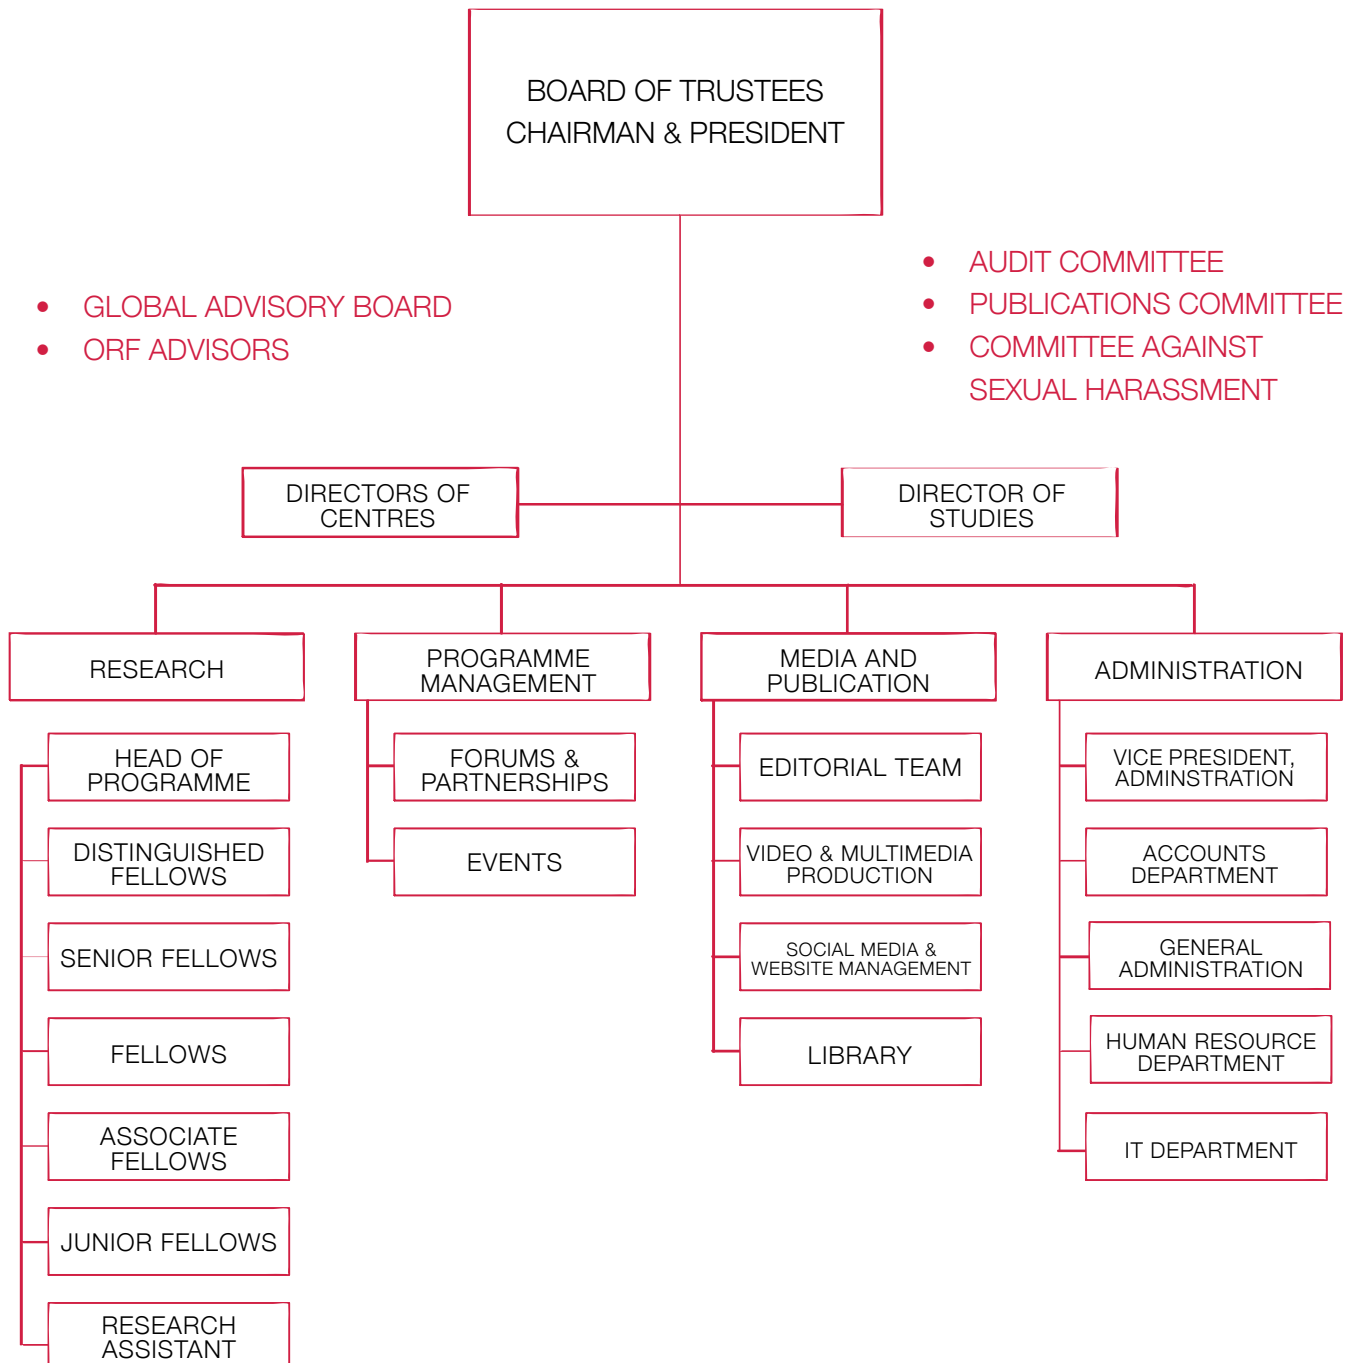 BOARD OF TRUSTEES
CHAIRMAN & PRESIDENT
• GLOBAL ADVISORY BOARD
• ORF ADVISORS
• AUDIT COMMITTEE
• PUBLICATIONS COMMITTEE
• COMMITTEE AGAINST
SEXUAL HARASSMENT
DIRECTORS OF
CENTRES
DIRECTOR OF
STUDIES
RESEARCH
HEAD OF
PROGRAMME
DISTINGUISHED
FELLOWS
SENIOR FELLOWS
FELLOWS
ASSOCIATE
FELLOWS
JUNIOR FELLOWS
RESEARCH
ASSISTANT
PROGRAMME
MANAGEMENT
FORUMS &
PARTNERSHIPS
EVENTS
MEDIA AND
PUBLICATION
EDITORIAL TEAM
VIDEO & MULTIMEDIA
PRODUCTION
SOCIAL MEDIA &
WEBSITE MANAGEMENT
LIBRARY
ADMINISTRATION
VICE PRESIDENT,
ADMINSTRATION
ACCOUNTS
DEPARTMENT
GENERAL
ADMINISTRATION
HUMAN RESOURCE
DEPARTMENT
IT DEPARTMENT